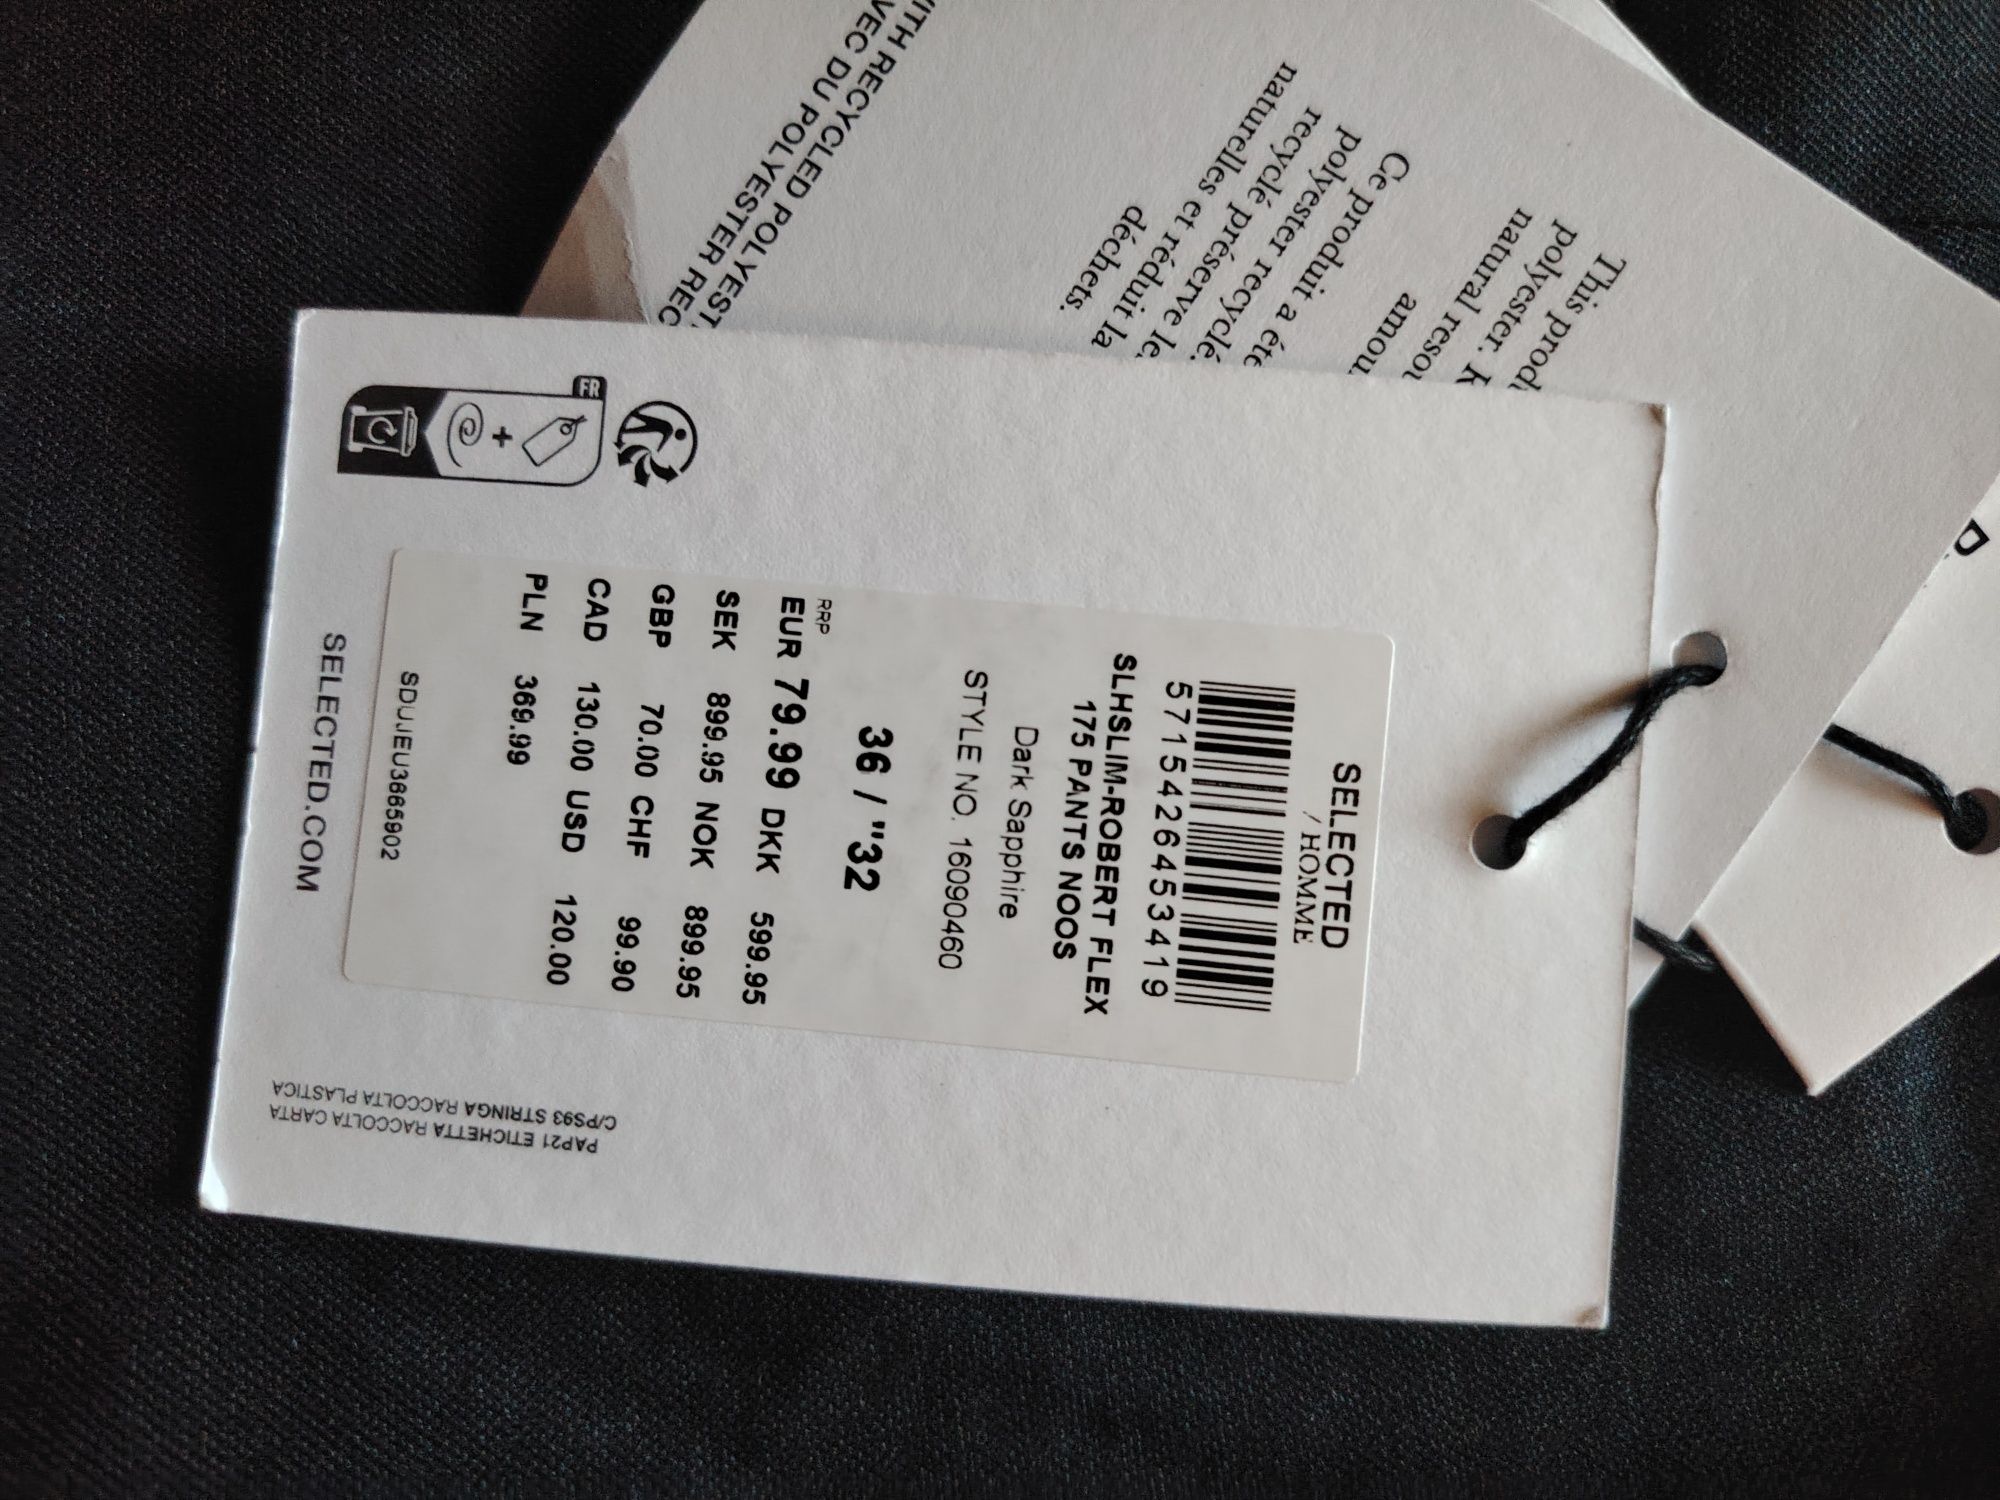 SELECTED
/ HOMME
5715426453419
SLHSLIM-ROBERT FLEX
175 PANTS NOOS
Dark Sapphire
STYLE NO. 16090460
36 / "32
RRP
EUR 79.99 DKK 599.95
SEK 899.95 NOK 899.95
GBP 70.00 CHF 99.90
CAD 130.00 USD 120.00
PLN 369.99
SDUJEU3665902
SELECTED.COM
FR
PAP21 ETICHETTA RACCOLTA CARTA
C/PS93 STRINGA RACCOLTA PLASTICA
This prod
polyester. K
natural resou
amou
Ce produit a été
polyester recyclé.
recyclé préserve le
naturelles et réduit la
déchets.
ITH RECYCLED POLYEST
VEC DU POLYESTER REC